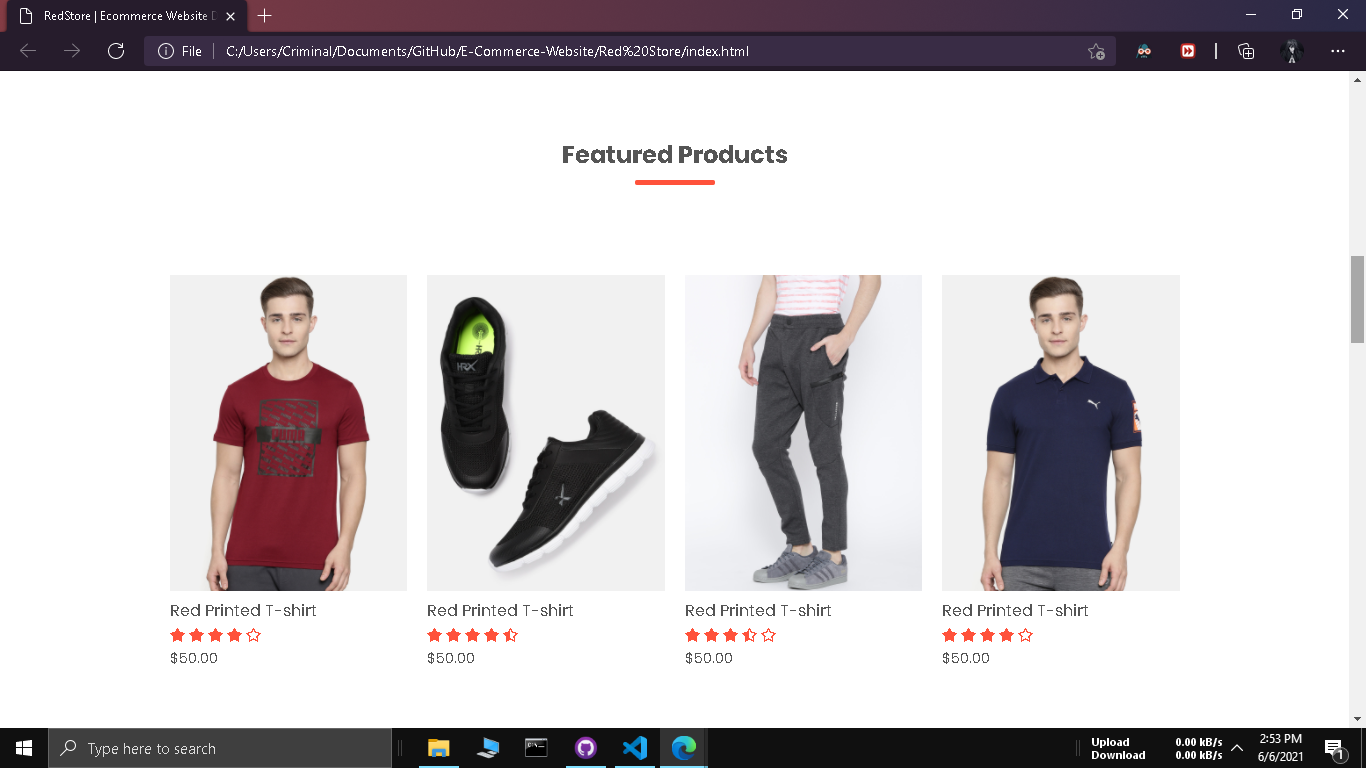 RedStore | Ecommerce Website D
File
C:/Users/Criminal/Documents/GitHub/E-Commerce-Website/Red%20Store/index.html
Featured Products
HRX
Red Printed T-shirt
$50.00
Red Printed T-shirt
$50.00
Red Printed T-shirt
$50.00
Red Printed T-shirt
$50.00
Type here to search
Upload 0.00 kB/s
Download 0.00 kB/s
2:53 PM
6/6/2021
1